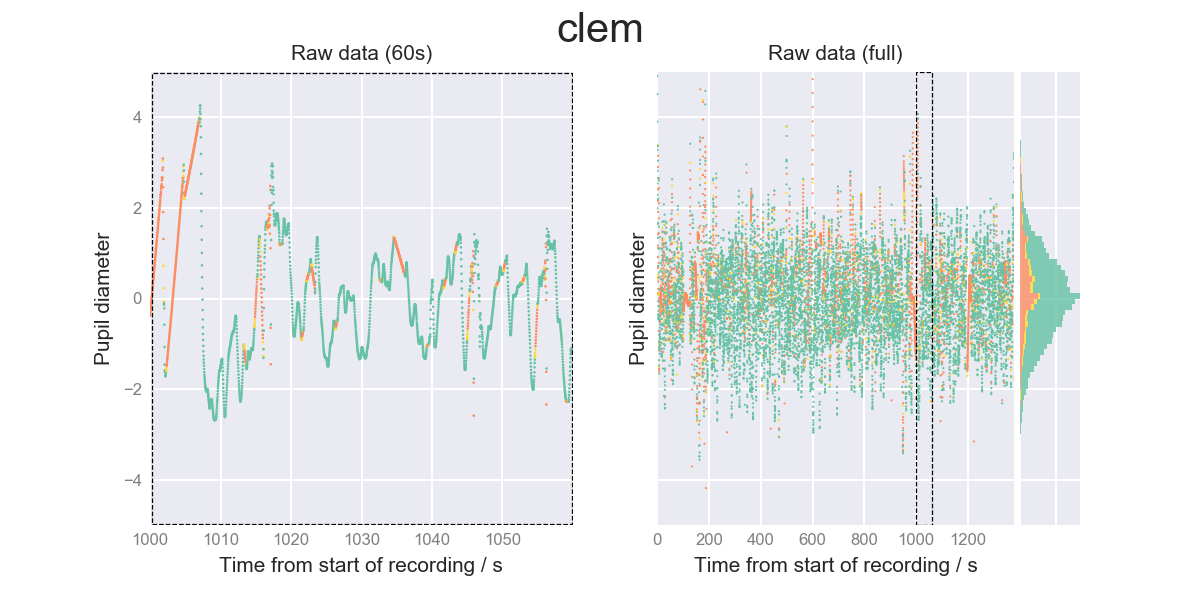 clem
Raw data (60s)
Raw data (full)
Pupil diameter
4
2
0
−2
−4
1000 1010 1020 1030 1040 1050
Time from start of recording / s
Pupil diameter
0 200 400 600 800 1000 1200
Time from start of recording / s